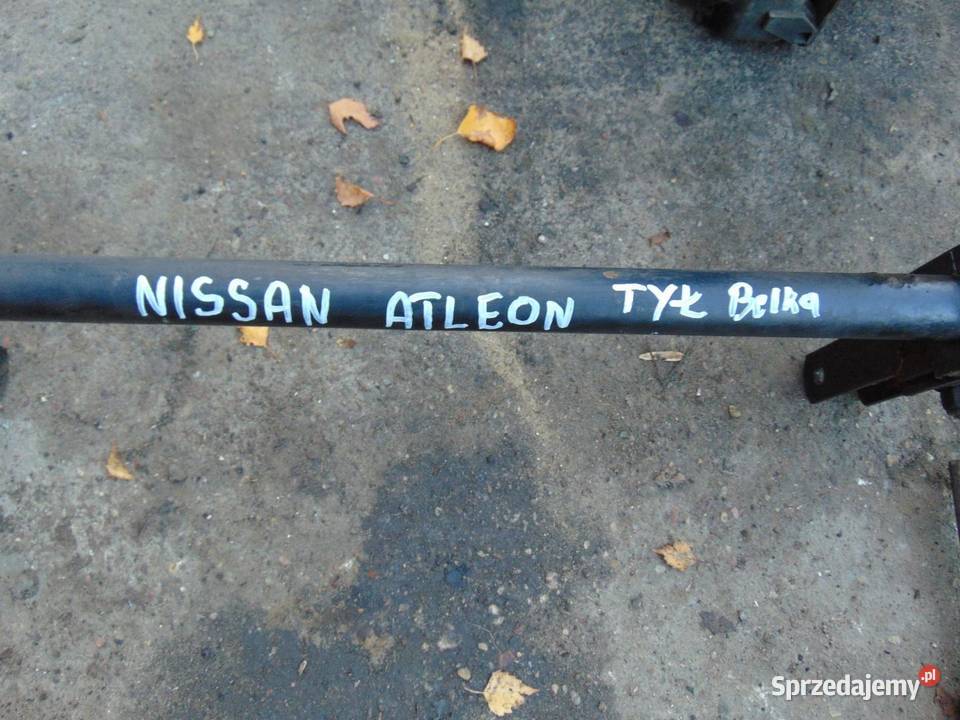 NISSAN ATLEON TYŁ Belka
Sprzedajemy.pl